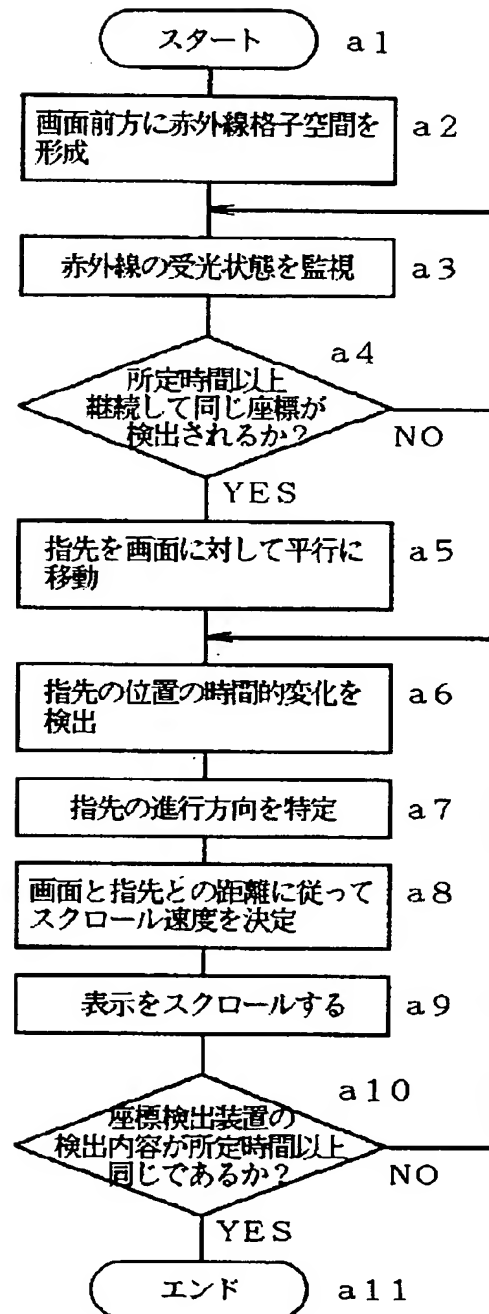 スタート a1
画面前方に赤外線格子空間を a2
形成
赤外線の受光状態を監視 a3
a4
所定時間以上
継続して同じ座標が
検出されるか?
NO
YES
指先を画面に対して平行に a5
移動
指先の位置の時間的変化を a6
検出
指先の進行方向を特定 a7
画面と指先との距離に従って a8
スクロール速度を決定
表示をスクロールする a9
a10
座標検出装置の
検出内容が所定時間以上
同じであるか?
NO
YES
エンド a11